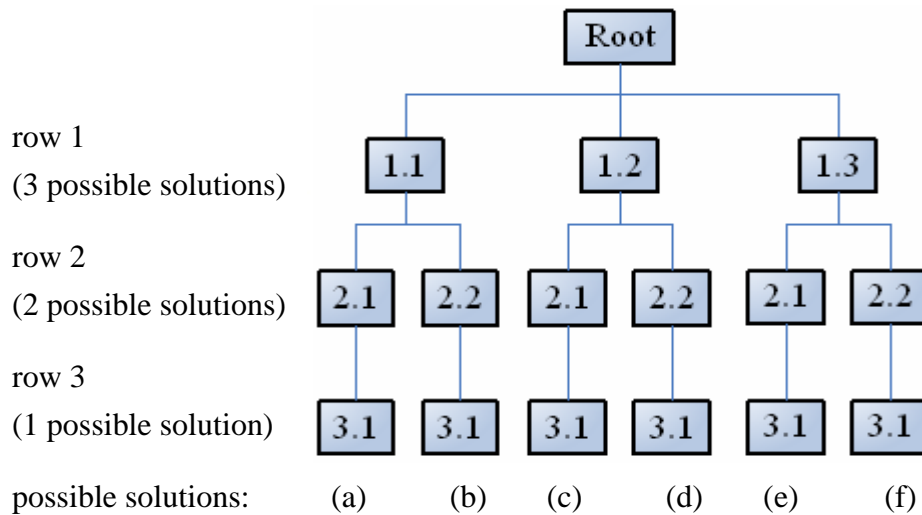 Root
row 1
(3 possible solutions)
1.1 1.2 1.3
row 2
(2 possible solutions)
2.1 2.2 2.1 2.2 2.1 2.2
row 3
(1 possible solution)
3.1 3.1 3.1 3.1 3.1 3.1
possible solutions: (a) (b) (c) (d) (e) (f)